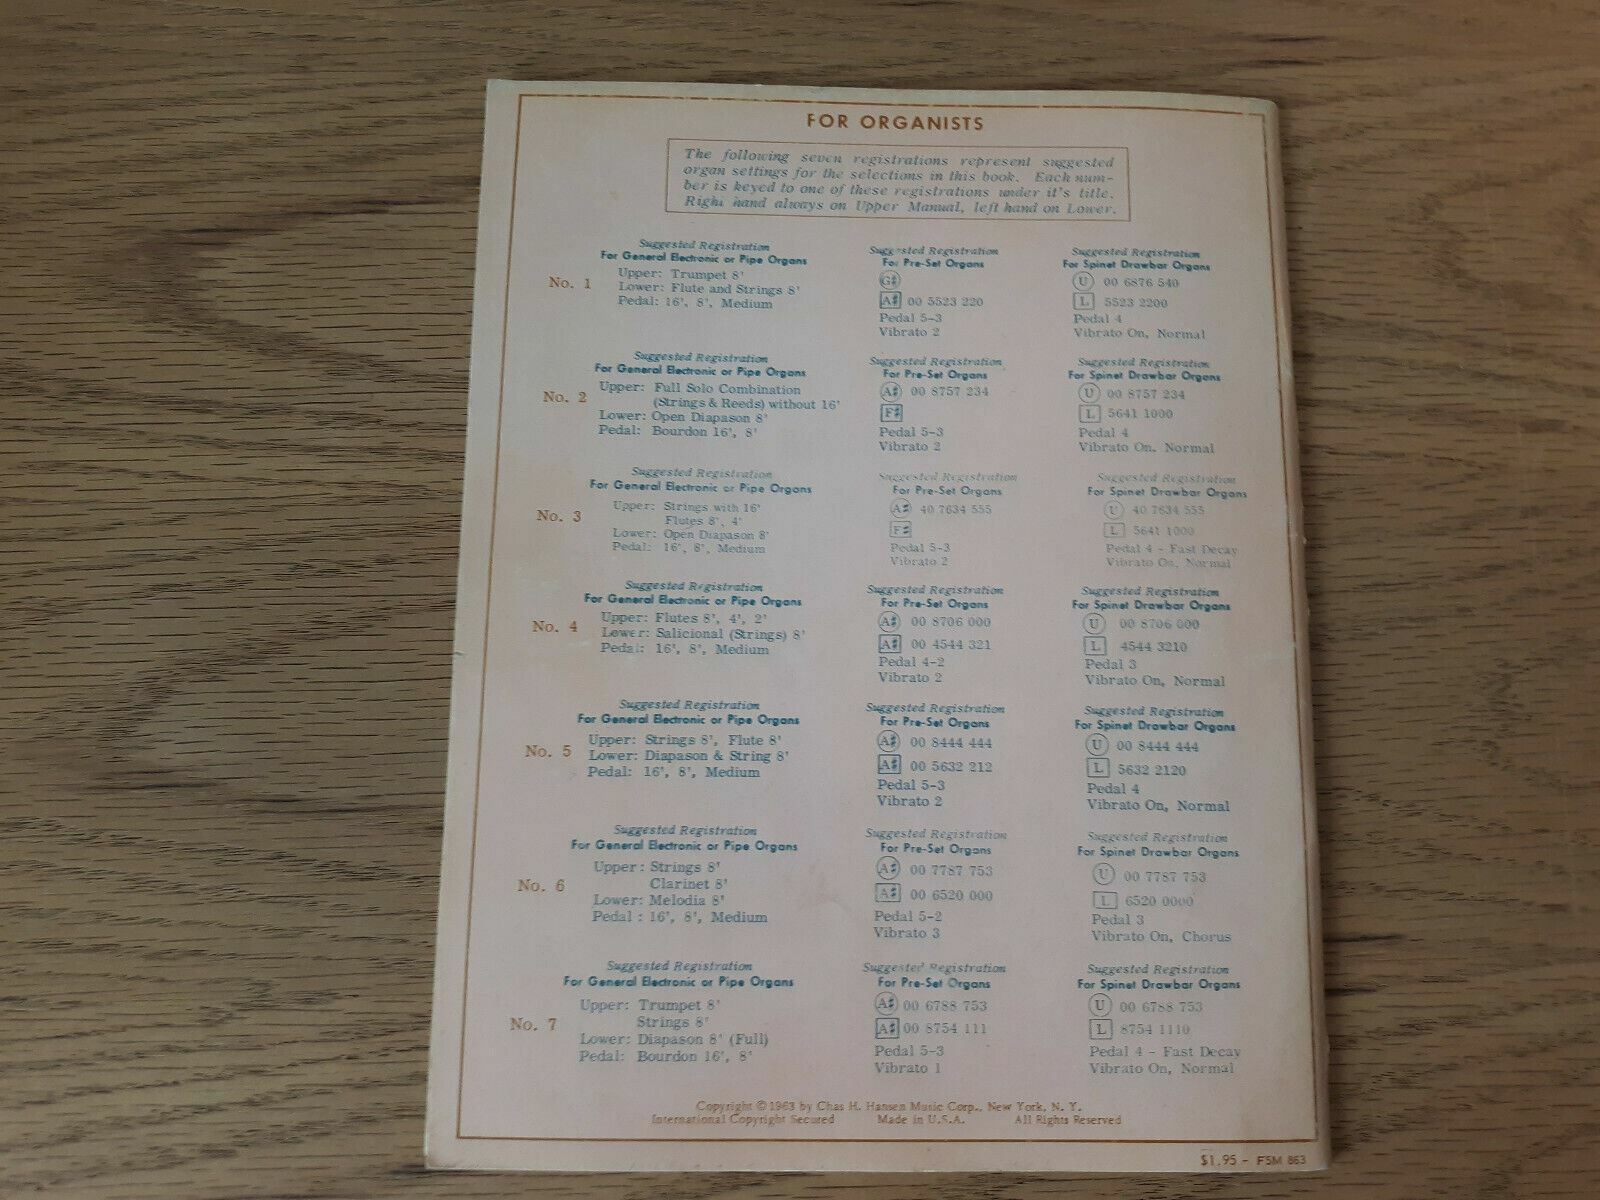 FOR ORGANISTS
The following seven registrations represent suggested
organ settings for the selections in this book. Each num-
ber is keyed to one of these registrations under it's title.
Right hand always on Upper Manual, left hand on Lower.
No. 1
Suggested Registration
For General Electronic or Pipe Organs
Upper: Trumpet 8'
Lower: Flute and Strings 8'
Pedal: 16', 8', Medium
Suggested Registration
For Pre-Set Organs
G♯
A♯ 00 5523 220
Pedal 5-3
Vibrato 2
Suggested Registration
For Spinet Drawbar Organs
U 00 6876 540
L 5523 2200
Pedal 4
Vibrato On, Normal
No. 2
Suggested Registration
For General Electronic or Pipe Organs
Upper: Full Solo Combination
(Strings & Reeds) without 16'
Lower: Open Diapason 8'
Pedal: Bourdon 16', 8'
Suggested Registration
For Pre-Set Organs
A♯ 00 8757 234
F♯
Pedal 5-3
Vibrato 2
Suggested Registration
For Spinet Drawbar Organs
U 00 8757 234
L 5641 1000
Pedal 4
Vibrato On, Normal
No. 3
Suggested Registration
For General Electronic or Pipe Organs
Upper: Strings with 16'
Flutes 8', 4'
Lower: Open Diapason 8'
Pedal: 16', 8', Medium
Suggested Registration
For Pre-Set Organs
A♯ 40 7634 555
F♯
Pedal 5-3
Vibrato 2
Suggested Registration
For Spinet Drawbar Organs
U 40 7634 555
L 5641 1000
Pedal 4 - Fast Decay
Vibrato On, Normal
No. 4
Suggested Registration
For General Electronic or Pipe Organs
Upper: Flutes 8', 4', 2'
Lower: Salicional (Strings) 8'
Pedal: 16', 8', Medium
Suggested Registration
For Pre-Set Organs
A♯ 00 8706 000
A♯ 00 4544 321
Pedal 4-2
Vibrato 2
Suggested Registration
For Spinet Drawbar Organs
U 00 8706 000
L 4544 3210
Pedal 3
Vibrato On, Normal
No. 5
Suggested Registration
For General Electronic or Pipe Organs
Upper: Strings 8', Flute 8'
Lower: Diapason & String 8'
Pedal: 16', 8', Medium
Suggested Registration
For Pre-Set Organs
A♯ 00 8444 444
A♯ 00 5632 212
Pedal 5-3
Vibrato 2
Suggested Registration
For Spinet Drawbar Organs
U 00 8444 444
L 5632 2120
Pedal 4
Vibrato On, Normal
No. 6
Suggested Registration
For General Electronic or Pipe Organs
Upper: Strings 8'
Clarinet 8'
Lower: Melodia 8'
Pedal: 16', 8', Medium
Suggested Registration
For Pre-Set Organs
A♯ 00 7787 753
A♯ 00 6520 000
Pedal 5-2
Vibrato 3
Suggested Registration
For Spinet Drawbar Organs
U 00 7787 753
L 6520 0000
Pedal 3
Vibrato On, Chorus
No. 7
Suggested Registration
For General Electronic or Pipe Organs
Upper: Trumpet 8'
Strings 8'
Lower: Diapason 8' (Full)
Pedal: Bourdon 16', 8'
Suggested Registration
For Pre-Set Organs
A♯ 00 6788 753
A♯ 00 8754 111
Pedal 5-3
Vibrato 1
Suggested Registration
For Spinet Drawbar Organs
U 00 6788 753
L 8754 1110
Pedal 4 - Fast Decay
Vibrato On, Normal
Copyright © 1963 by Chas H. Hansen Music Corp., New York, N. Y.
International Copyright Secured Made in U.S.A. All Rights Reserved
$1.95 - FSM 863